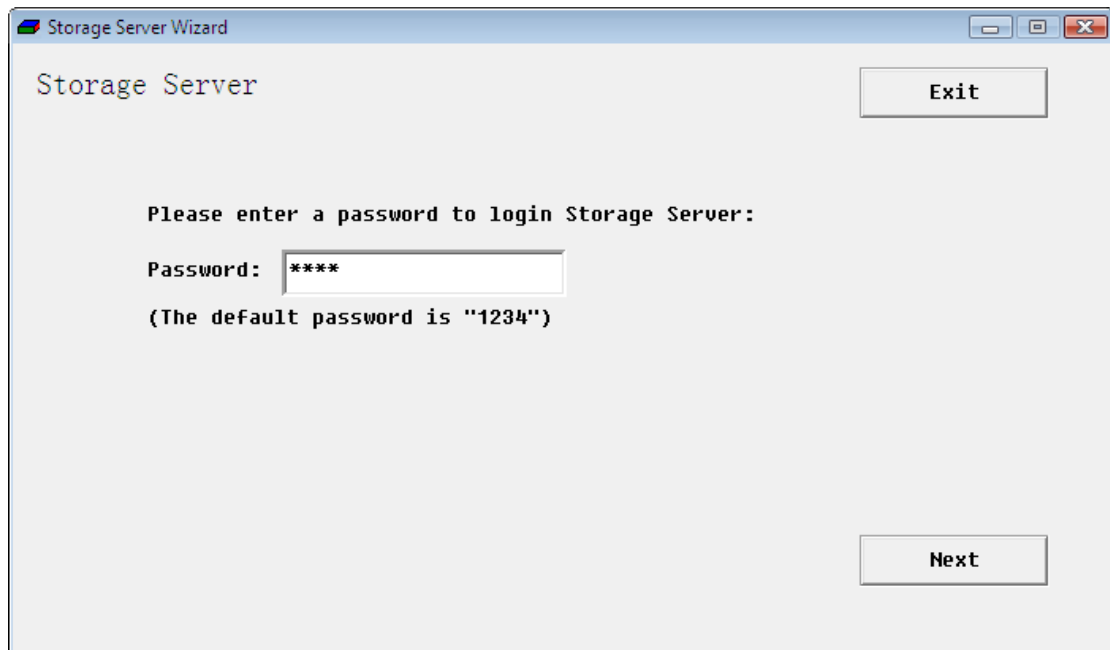 Storage Server Wizard
Storage Server
Exit
Please enter a password to login Storage Server:
Password: ****
(The default password is "1234")
Next